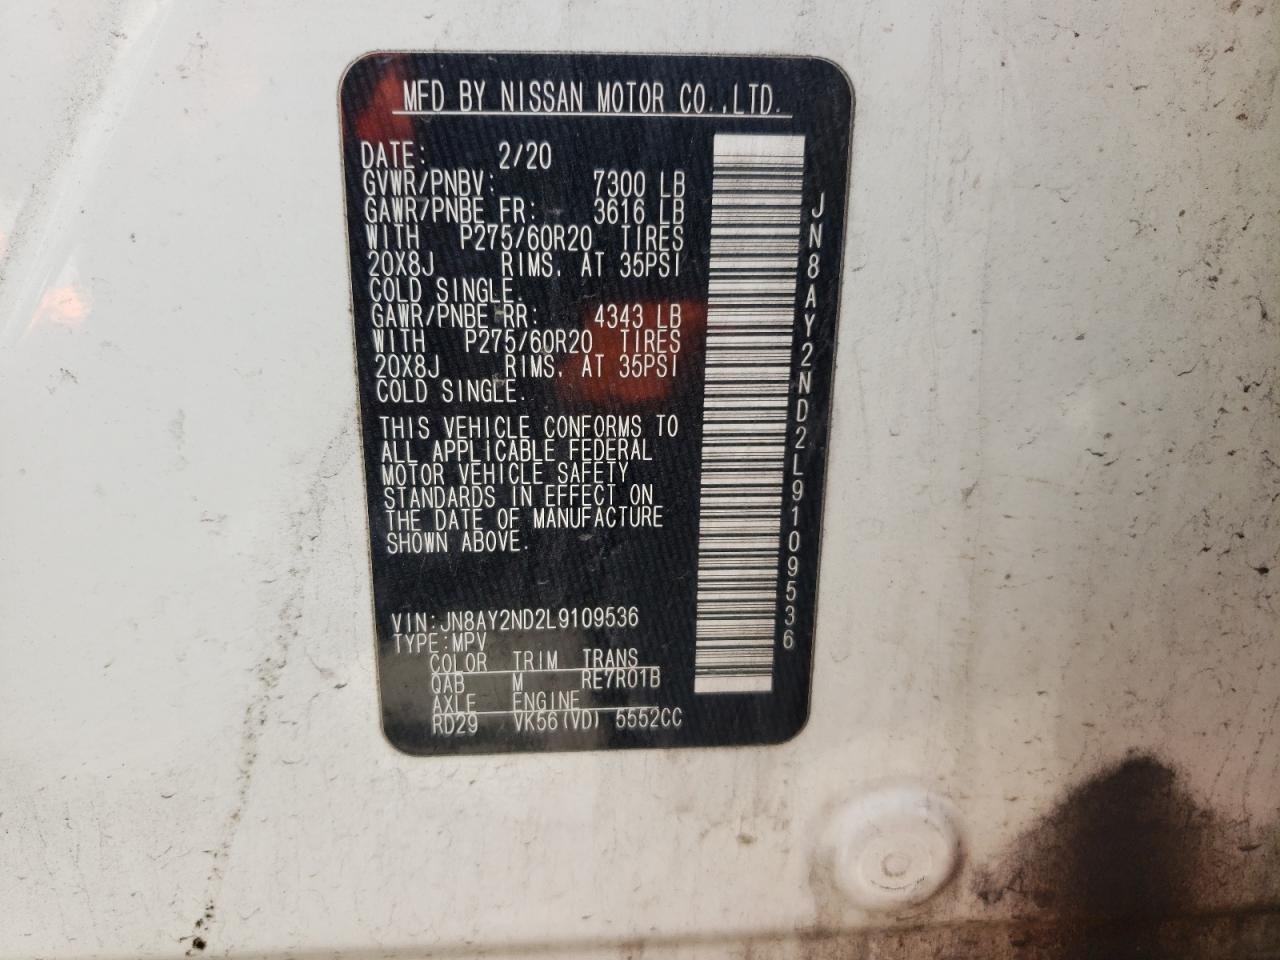 MFD BY NISSAN MOTOR CO.,LTD.
DATE: 2/20
GVWR/PNBV: 7300 LB
GAWR/PNBE FR: 3616 LB
WITH P275/60R20 TIRES
20X8J RIMS, AT 35PSI
COLD SINGLE.
GAWR/PNBE RR: 4343 LB
WITH P275/60R20 TIRES
20X8J RIMS, AT 35PSI
COLD SINGLE.
THIS VEHICLE CONFORMS TO
ALL APPLICABLE FEDERAL
MOTOR VEHICLE SAFETY
STANDARDS IN EFFECT ON
THE DATE OF MANUFACTURE
SHOWN ABOVE.
VIN:JN8AY2ND2L9109536
TYPE:MPV
COLOR TRIM TRANS
QAB M RE7R01B
AXLE ENGINE
RD29 VK56(VD) 5552CC
JN8AY2ND2L9109536